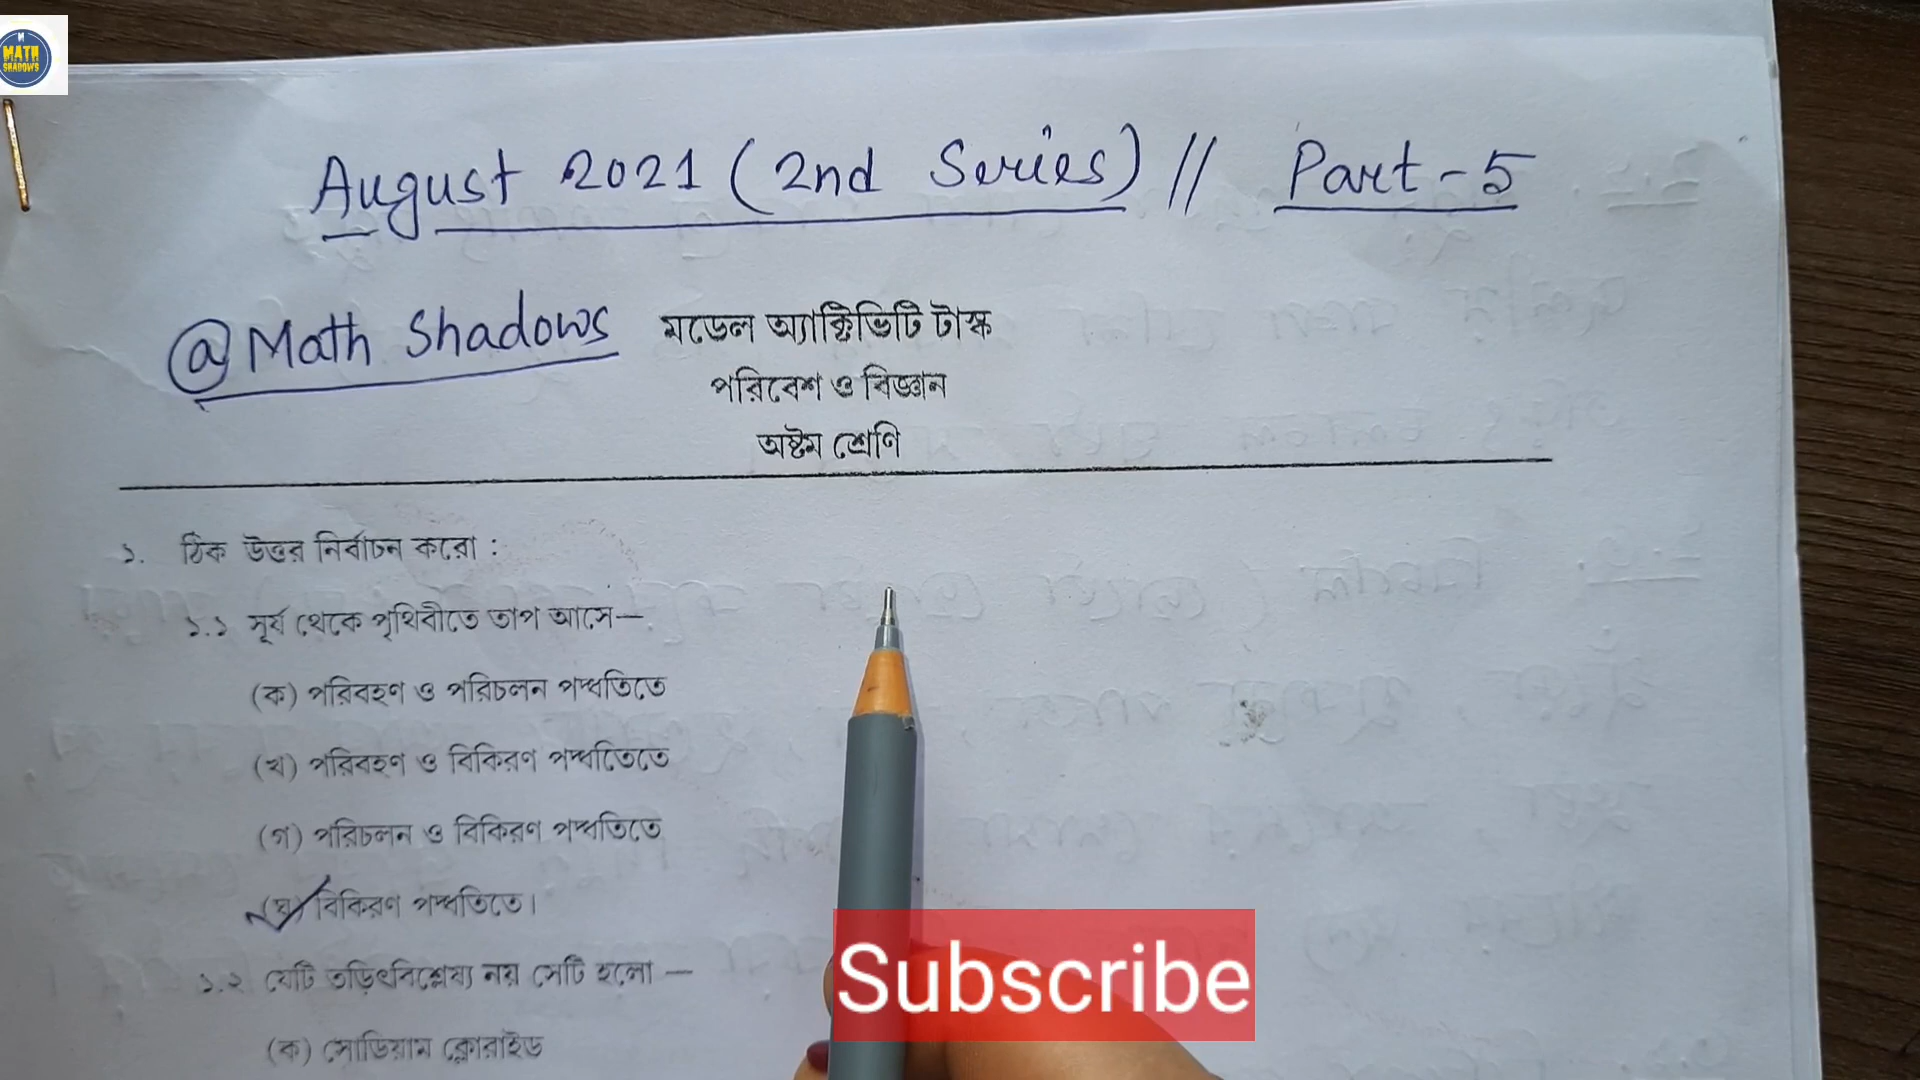 M
MATH
SHADOWS
August 2021 (2nd Series) // Part-5
@Math Shadows
মডেল অ্যাক্টিভিটি টাস্ক
পরিবেশ ও বিজ্ঞান
অষ্টম শ্রেণি
১. ঠিক উত্তর নির্বাচন করো :
১.১ সূর্য থেকে পৃথিবীতে তাপ আসে—
(ক) পরিবহণ ও পরিচলন পদ্ধতিতে
(খ) পরিবহণ ও বিকিরণ পদ্ধতিতে
(গ) পরিচলন ও বিকিরণ পদ্ধতিতে
(ঘ) বিকিরণ পদ্ধতিতে।
১.২ যেটি তড়িৎবিশ্লেষ্য নয় সেটি হলো —
(ক) সোডিয়াম ক্লোরাইড
Subscribe